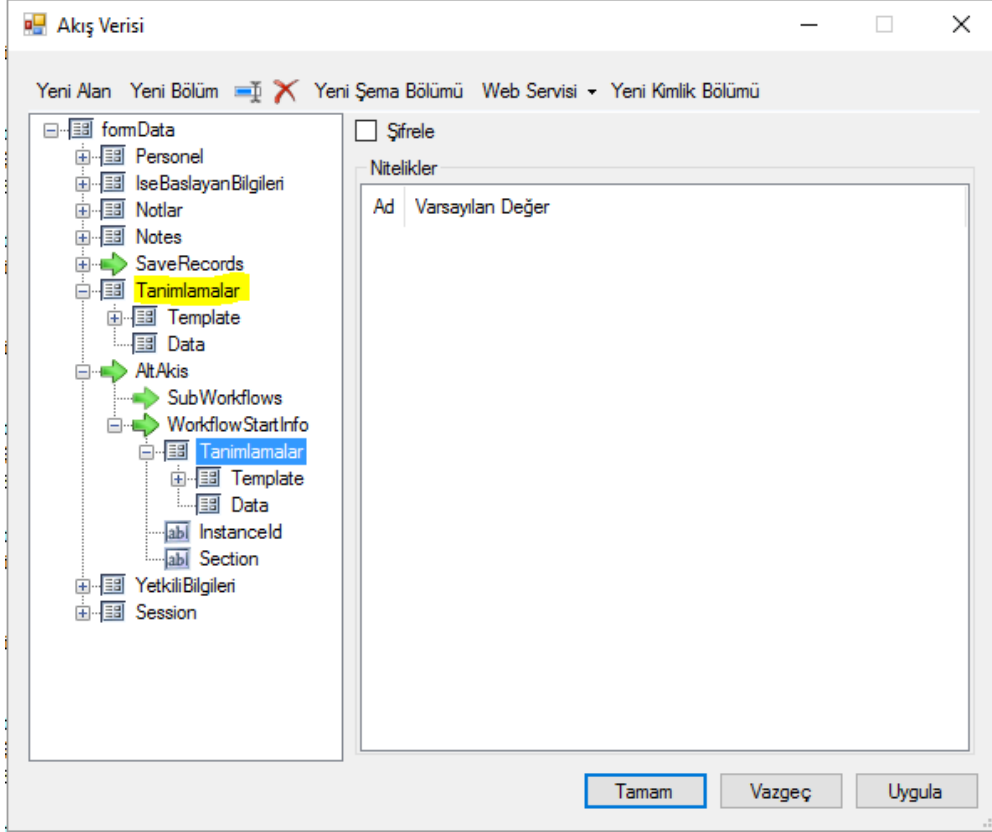 Akış Verisi
Yeni Alan Yeni Bölüm Yeni Şema Bölümü Web Servisi Yeni Kimlik Bölümü
formData
Personel
IseBaslayanBilgileri
Notlar
Notes
SaveRecords
Tanimlamalar
Template
Data
AltAkis
SubWorkflows
WorkflowStartInfo
Tanimlamalar
Template
Data
abl InstanceId
abl Section
YetkiliBilgileri
Session
Şifrele
Nitelikler
Ad Varsayılan Değer
Tamam Vazgeç Uygula